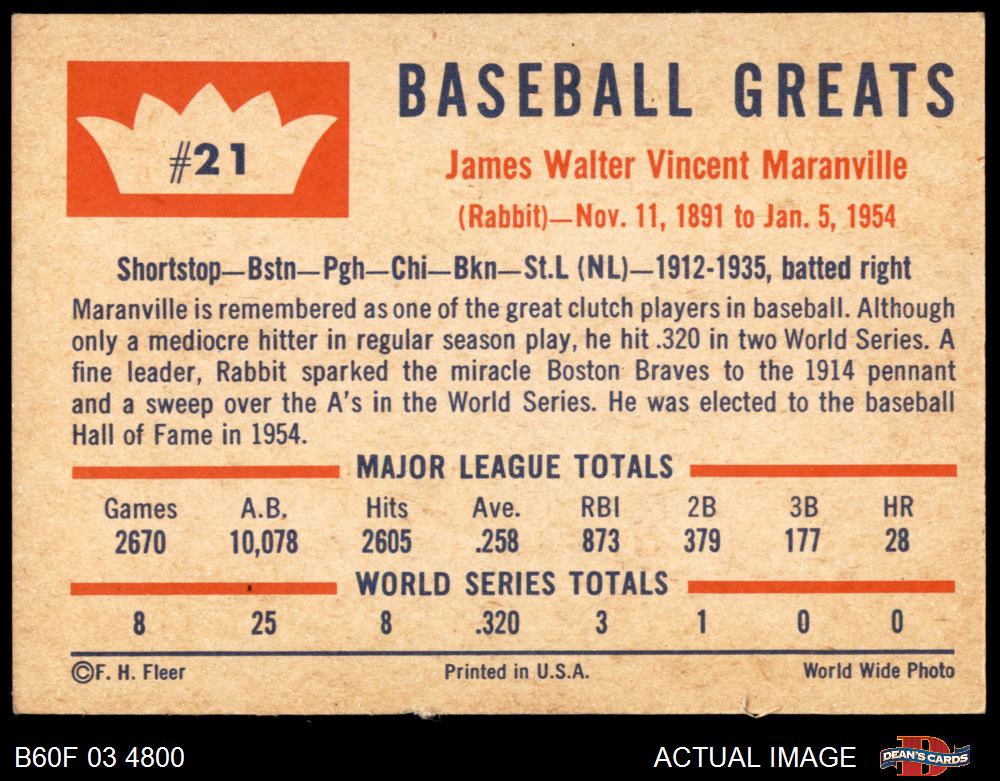 #21
BASEBALL GREATS
James Walter Vincent Maranville
(Rabbit)—Nov. 11, 1891 to Jan. 5, 1954
Shortstop—Bstn—Pgh—Chi—Bkn—St.L (NL)—1912-1935, batted right
Maranville is remembered as one of the great clutch players in baseball. Although
only a mediocre hitter in regular season play, he hit .320 in two World Series. A
fine leader, Rabbit sparked the miracle Boston Braves to the 1914 pennant
and a sweep over the A's in the World Series. He was elected to the baseball
Hall of Fame in 1954.
MAJOR LEAGUE TOTALS
Games A.B. Hits Ave. RBI 2B 3B HR
2670 10,078 2605 .258 873 379 177 28
WORLD SERIES TOTALS
8 25 8 .320 3 1 0 0
©F. H. Fleer Printed in U.S.A. World Wide Photo
B60F 03 4800 ACTUAL IMAGE DEAN'S CARDS